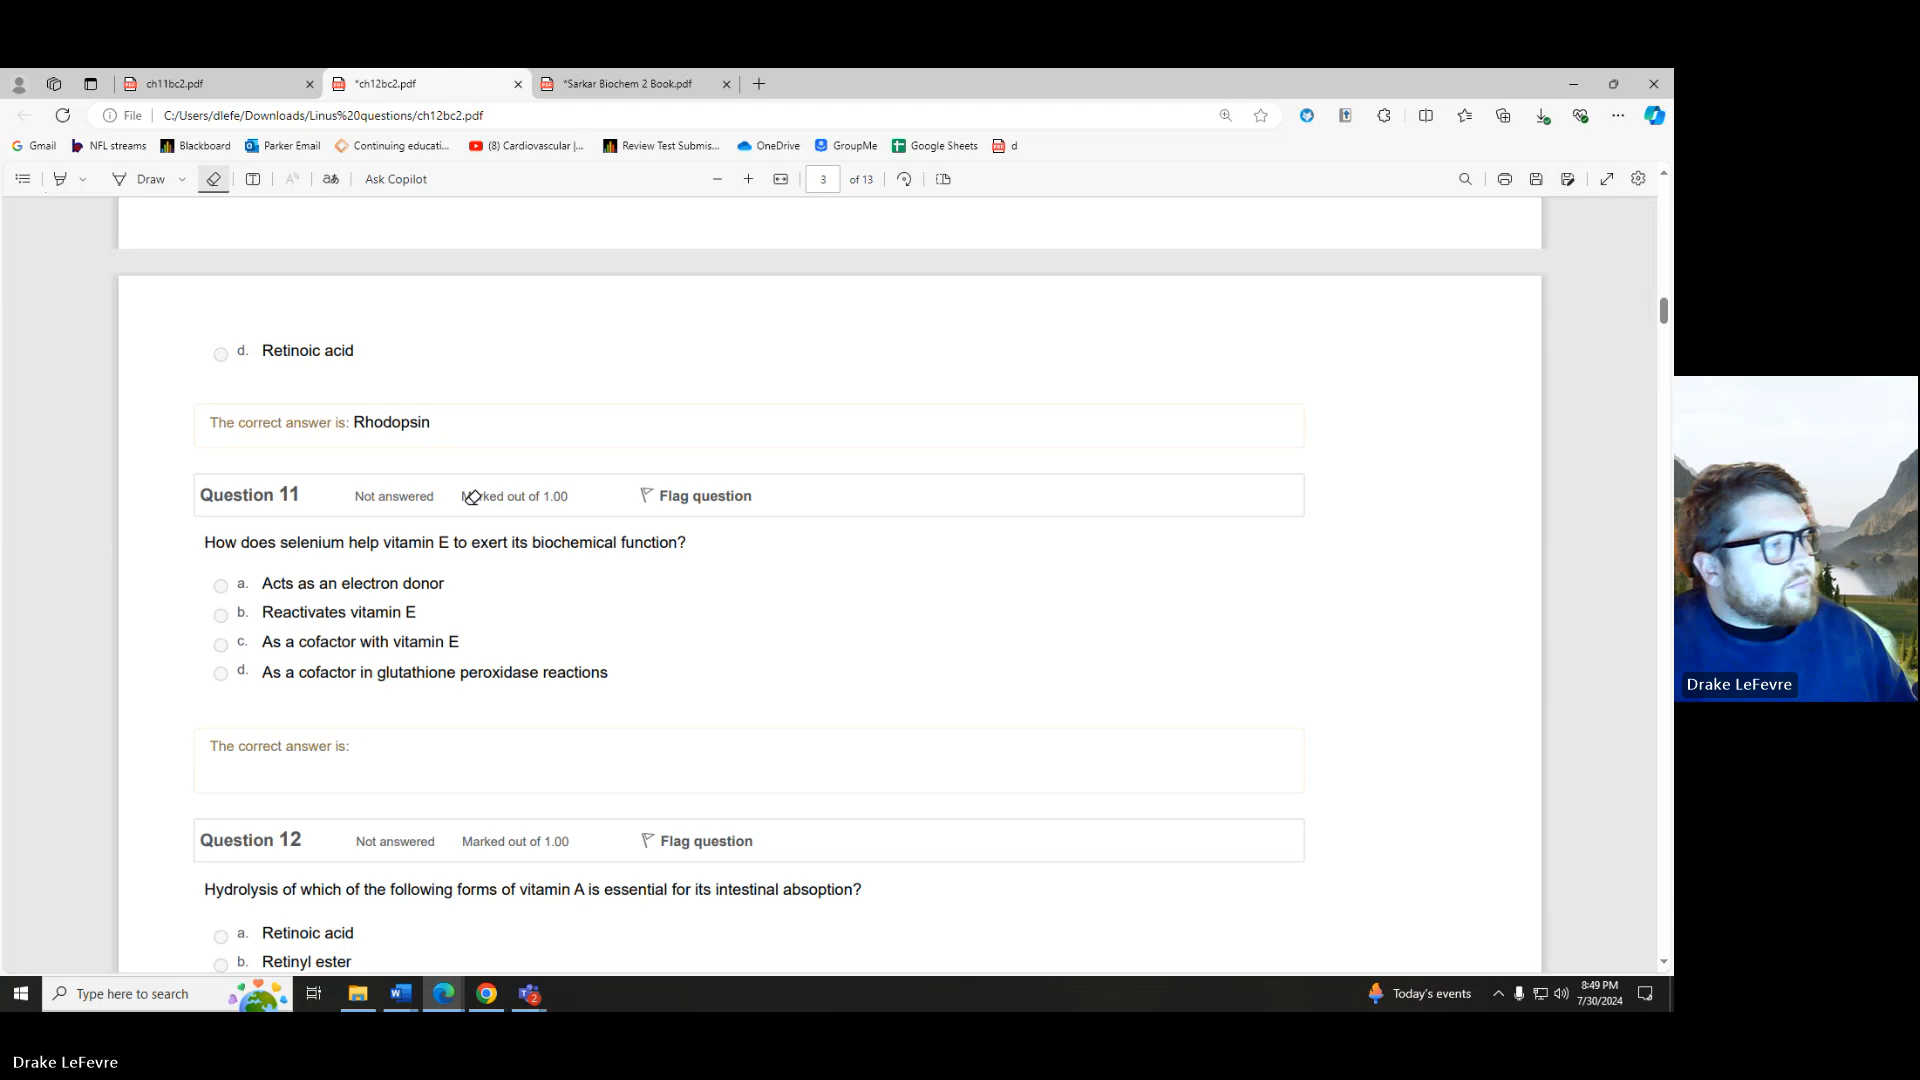 ch11bc2.pdf
*ch12bc2.pdf
*Sarkar Biochem 2 Book.pdf
File
C:/Users/dlefe/Downloads/Linus%20questions/ch12bc2.pdf
Gmail
NFL streams
Blackboard
Parker Email
Continuing educati...
(8) Cardiovascular |...
Review Test Submis...
OneDrive
GroupMe
Google Sheets
d
Draw
Ask Copilot
3
of 13
d. Retinoic acid
The correct answer is: Rhodopsin
Question 11
Not answered
Marked out of 1.00
Flag question
How does selenium help vitamin E to exert its biochemical function?
a. Acts as an electron donor
b. Reactivates vitamin E
c. As a cofactor with vitamin E
d. As a cofactor in glutathione peroxidase reactions
The correct answer is:
Question 12
Not answered
Marked out of 1.00
Flag question
Hydrolysis of which of the following forms of vitamin A is essential for its intestinal absoption?
a. Retinoic acid
b. Retinyl ester
Drake LeFevre
Type here to search
2
Today's events
8:49 PM
7/30/2024
Drake LeFevre